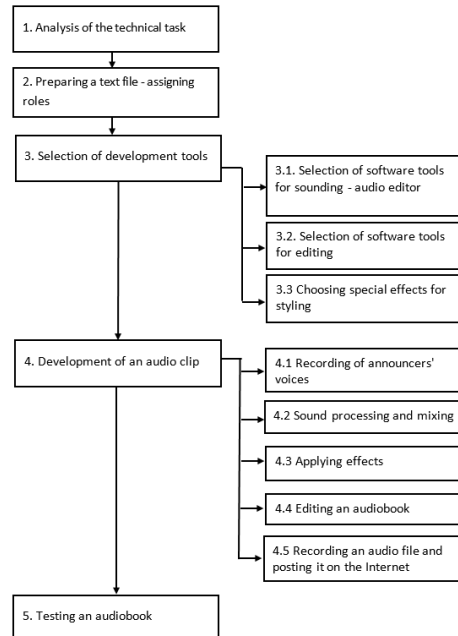 1. Analysis of the technical task
2. Preparing a text file - assigning
roles
3. Selection of development tools
3.1. Selection of software tools
for sounding - audio editor
3.2. Selection of software tools
for editing
3.3 Choosing special effects for
styling
4. Development of an audio clip
4.1 Recording of announcers'
voices
4.2 Sound processing and mixing
4.3 Applying effects
4.4 Editing an audiobook
4.5 Recording an audio file and
posting it on the Internet
5. Testing an audiobook